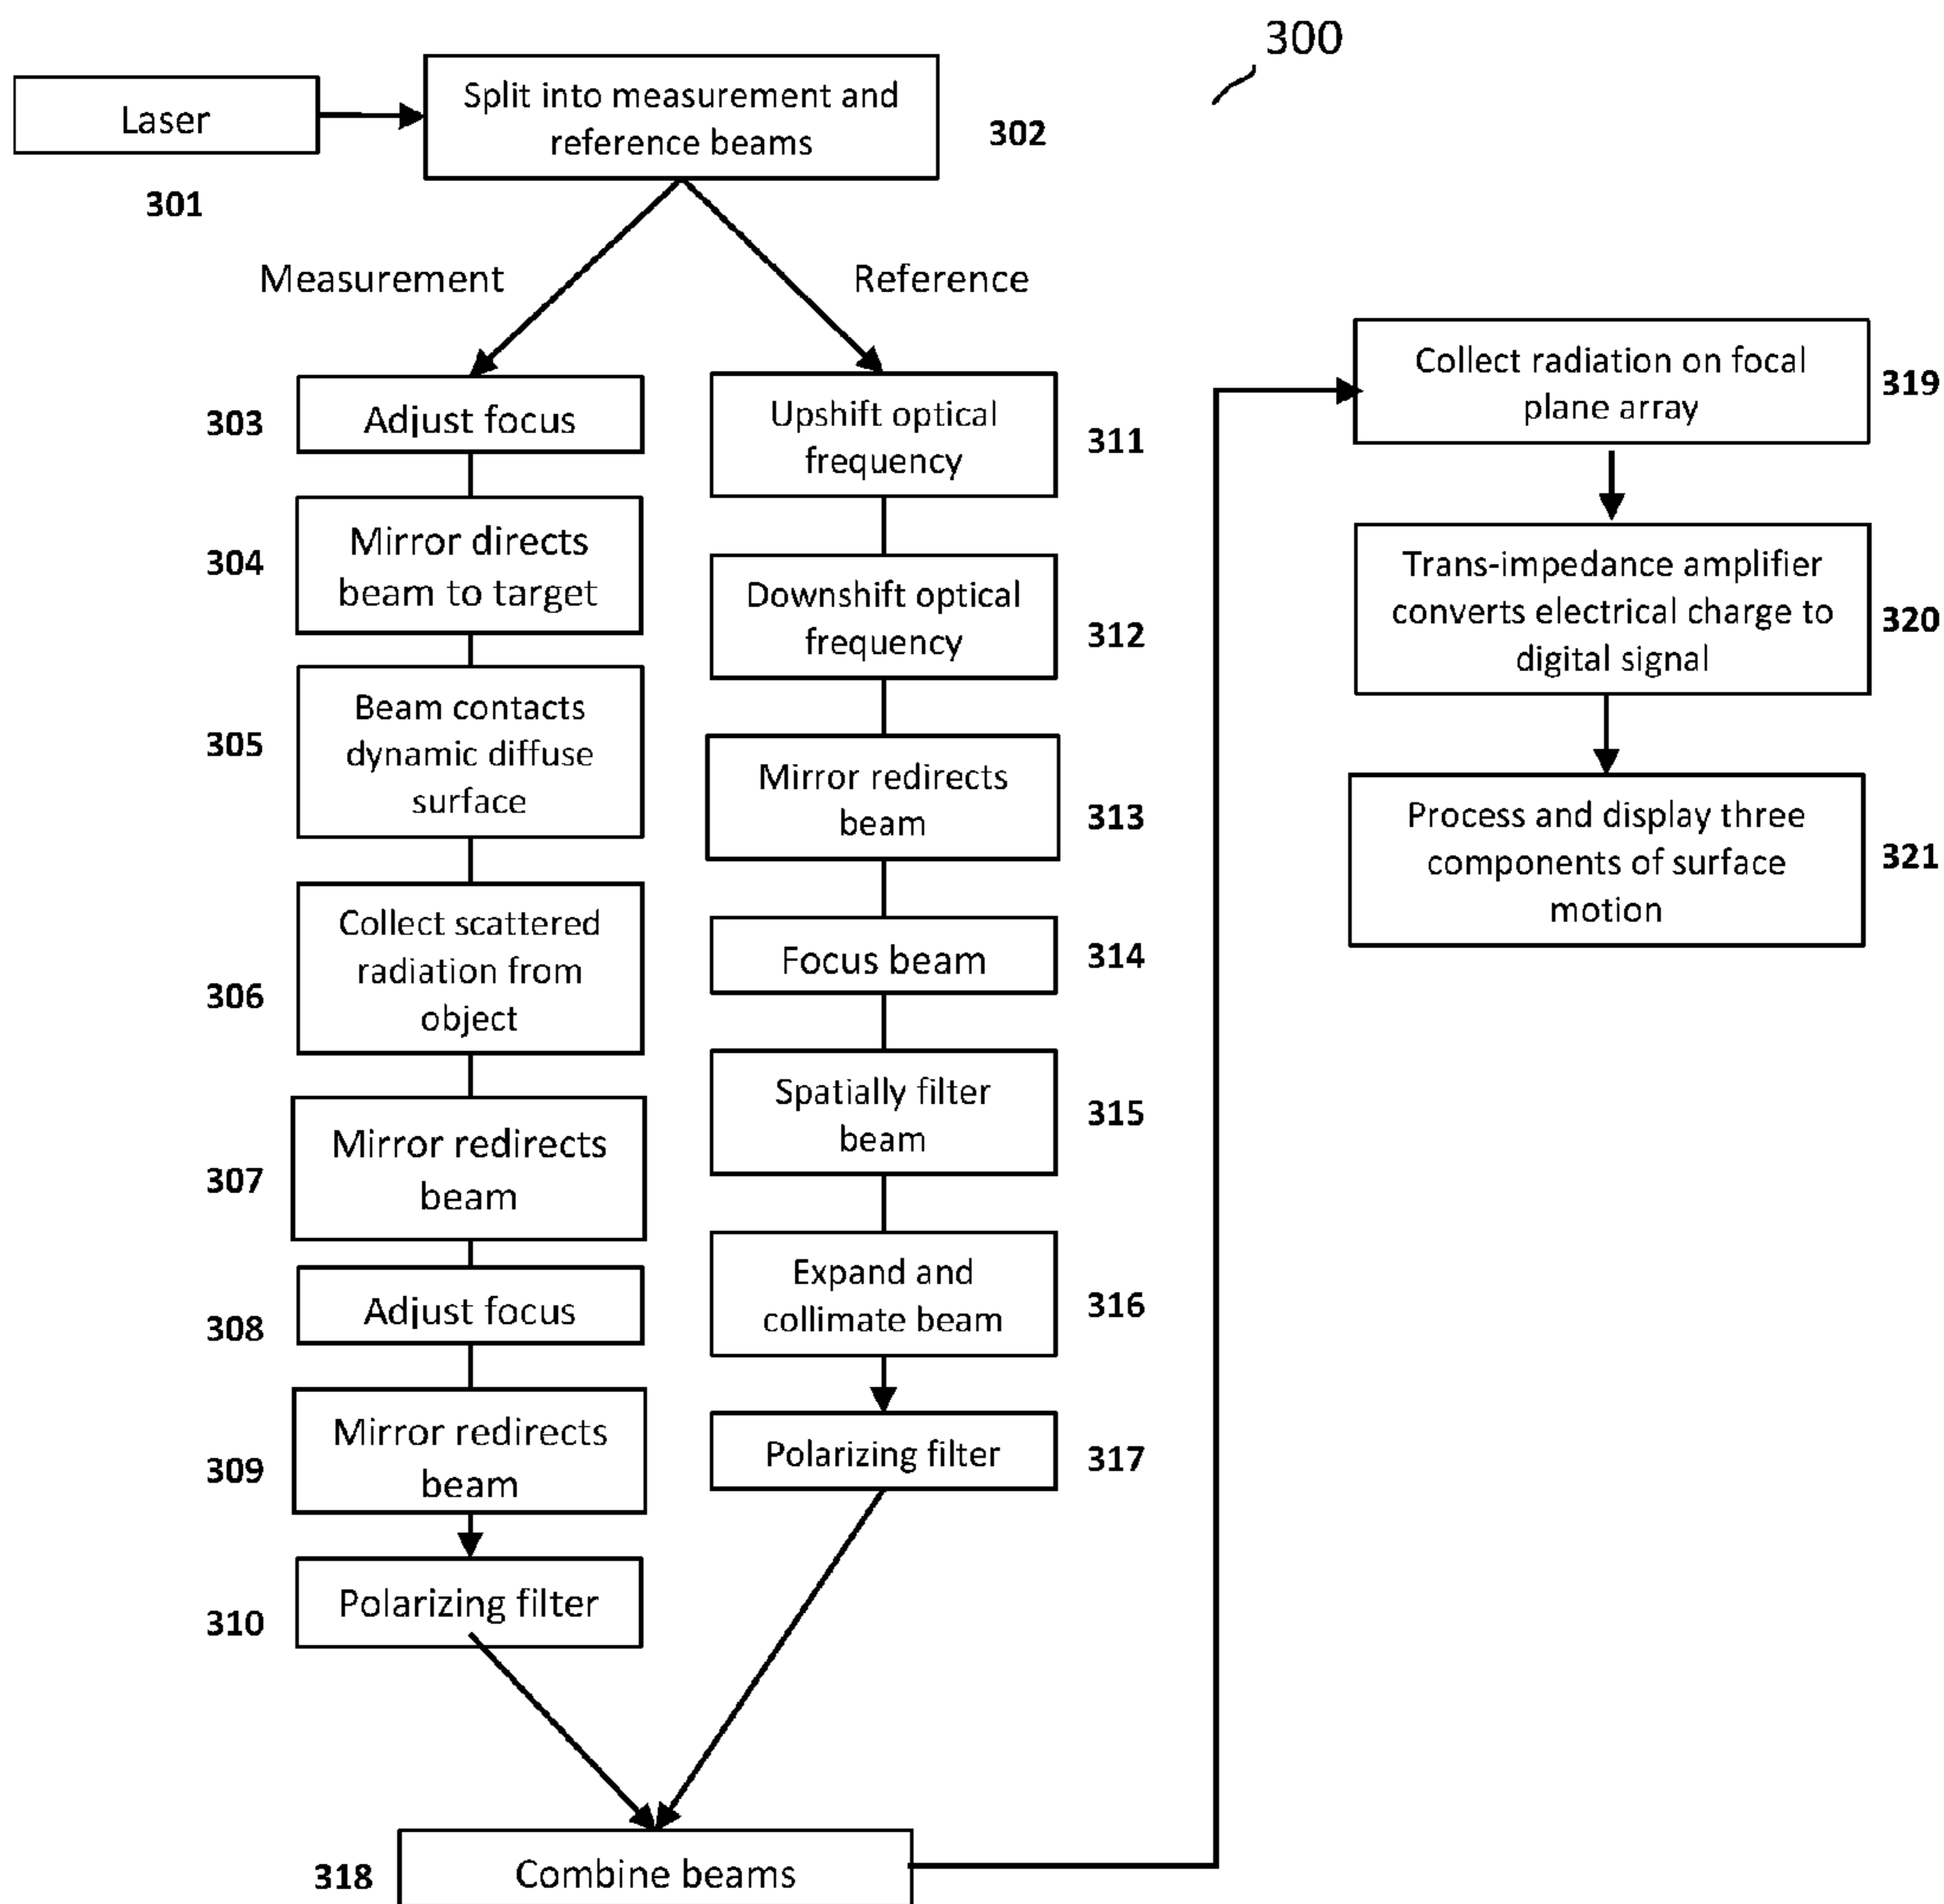 300
Laser
301
Split into measurement and
reference beams
302
Measurement
Reference
303
Adjust focus
304
Mirror directs
beam to target
305
Beam contacts
dynamic diffuse
surface
306
Collect scattered
radiation from
object
307
Mirror redirects
beam
308
Adjust focus
309
Mirror redirects
beam
310
Polarizing filter
Upshift optical
frequency
311
Downshift optical
frequency
312
Mirror redirects
beam
313
Focus beam
314
Spatially filter
beam
315
Expand and
collimate beam
316
Polarizing filter
317
318
Combine beams
Collect radiation on focal
plane array
319
Trans-impedance amplifier
converts electrical charge to
digital signal
320
Process and display three
components of surface
motion
321